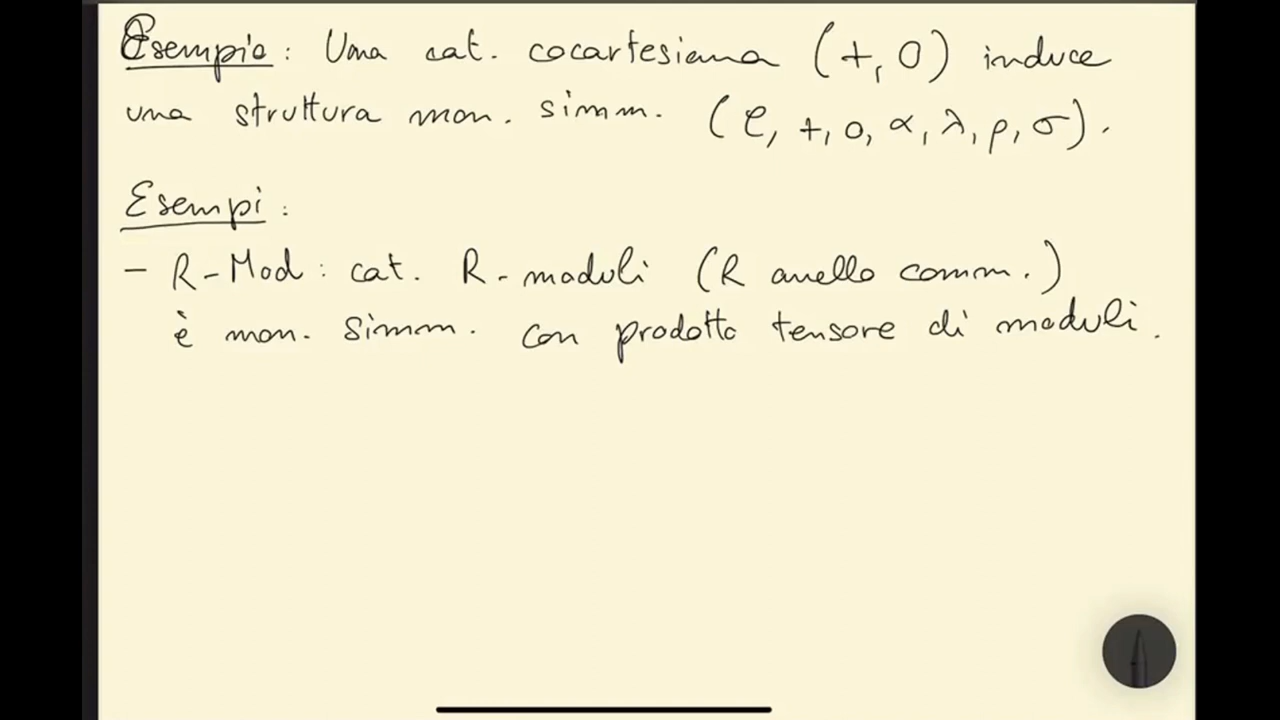 Esempio: Una cat. cocartesiana (+, 0) induce
una struttura mon. simm. (C, +, 0, α, λ, ρ, σ).
Esempi:
– R-Mod: cat. R-moduli (R anello comm.)
è mon. simm. con prodotto tensore di moduli.